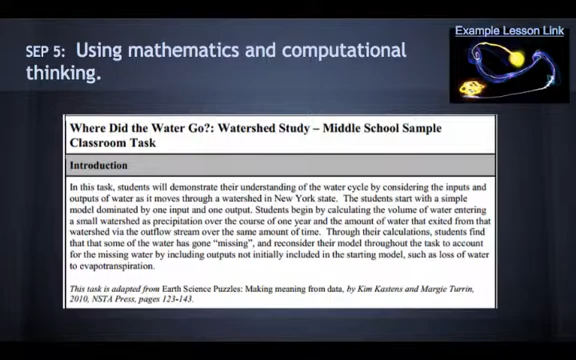 Example Lesson Link
SEP 5: Using mathematics and computational
thinking.
Where Did the Water Go?: Watershed Study – Middle School Sample
Classroom Task
Introduction
In this task, students will demonstrate their understanding of the water cycle by considering the inputs and
outputs of water as it moves through a watershed in New York state. The students start with a simple
model dominated by one input and one output. Students begin by calculating the volume of water entering
a small watershed as precipitation over the course of one year and the amount of water that exited from that
watershed via the outflow stream over the same amount of time. Through their calculations, students find
that that some of the water has gone "missing", and reconsider their model throughout the task to account
for the missing water by including outputs not initially included in the starting model, such as loss of water
to evapotranspiration.
This task is adapted from Earth Science Puzzles: Making meaning from data, by Kim Kastens and Margie Turrin,
2010, NSTA Press, pages 123-143.